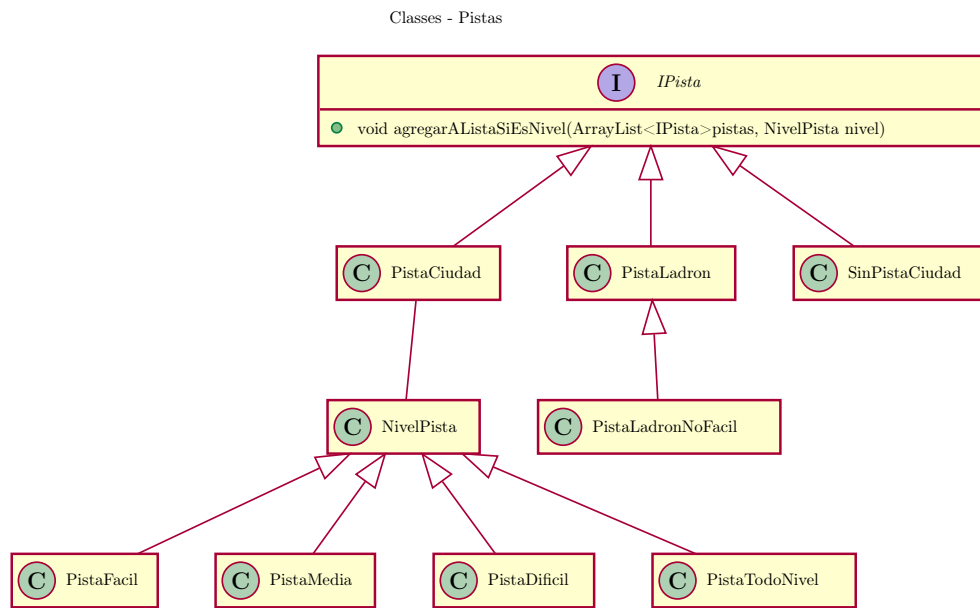 Classes - Pistas
I IPista
void agregarAListaSiEsNivel(ArrayList<IPista>pistas, NivelPista nivel)
C PistaCiudad
C PistaLadron
C SinPistaCiudad
C NivelPista
C PistaLadronNoFacil
C PistaFacil
C PistaMedia
C PistaDificil
C PistaTodoNivel